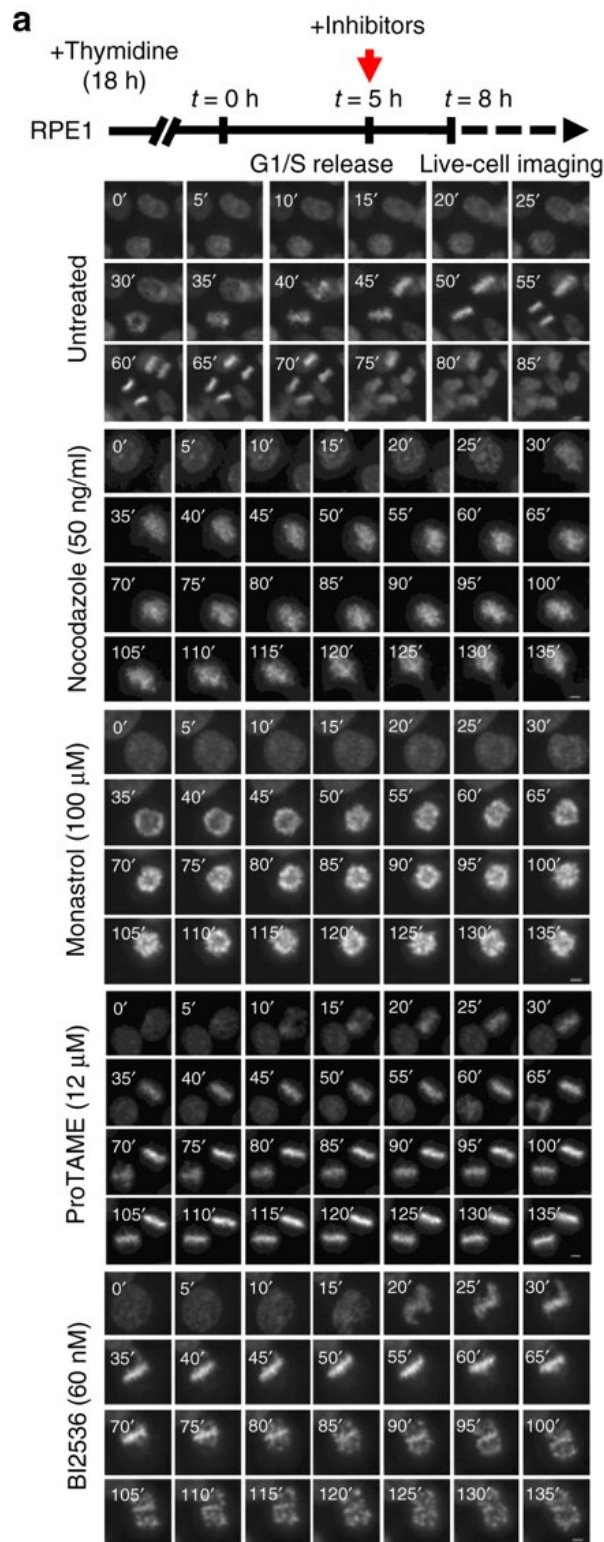 a
+Inhibitors
+Thymidine
(18 h)
t = 0 h t = 5 h t = 8 h
RPE1
G1/S release Live-cell imaging
Untreated
0′ 5′ 10′ 15′ 20′ 25′
30′ 35′ 40′ 45′ 50′ 55′
60′ 65′ 70′ 75′ 80′ 85′
Nocodazole (50 ng/ml)
0′ 5′ 10′ 15′ 20′ 25′ 30′
35′ 40′ 45′ 50′ 55′ 60′ 65′
70′ 75′ 80′ 85′ 90′ 95′ 100′
105′ 110′ 115′ 120′ 125′ 130′ 135′
Monastrol (100 μM)
0′ 5′ 10′ 15′ 20′ 25′ 30′
35′ 40′ 45′ 50′ 55′ 60′ 65′
70′ 75′ 80′ 85′ 90′ 95′ 100′
105′ 110′ 115′ 120′ 125′ 130′ 135′
ProTAME (12 μM)
0′ 5′ 10′ 15′ 20′ 25′ 30′
35′ 40′ 45′ 50′ 55′ 60′ 65′
70′ 75′ 80′ 85′ 90′ 95′ 100′
105′ 110′ 115′ 120′ 125′ 130′ 135′
BI2536 (60 nM)
0′ 5′ 10′ 15′ 20′ 25′ 30′
35′ 40′ 45′ 50′ 55′ 60′ 65′
70′ 75′ 80′ 85′ 90′ 95′ 100′
105′ 110′ 115′ 120′ 125′ 130′ 135′